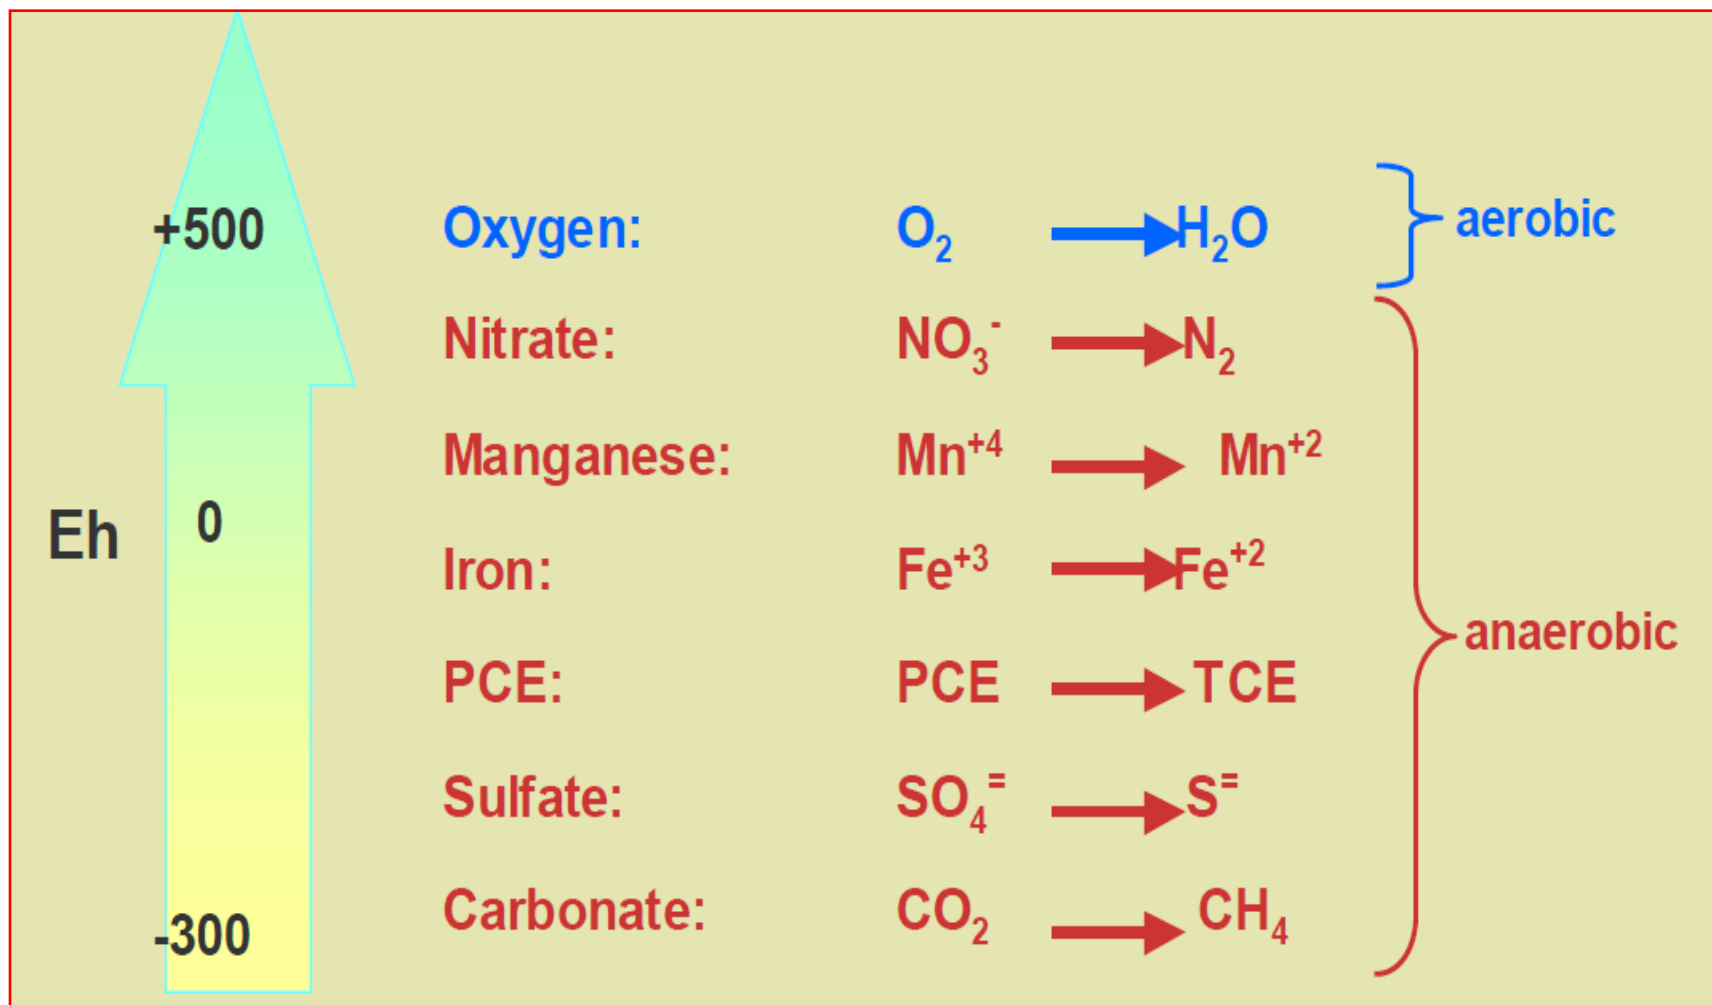 +500 Oxygen: O₂ H₂O aerobic
Nitrate: NO₃⁻ N₂
Manganese: Mn⁺⁴ Mn⁺²
Eh 0
Iron: Fe⁺³ Fe⁺²
anaerobic
PCE: PCE TCE
Sulfate: SO₄⁼ S⁼
-300 Carbonate: CO₂ CH₄